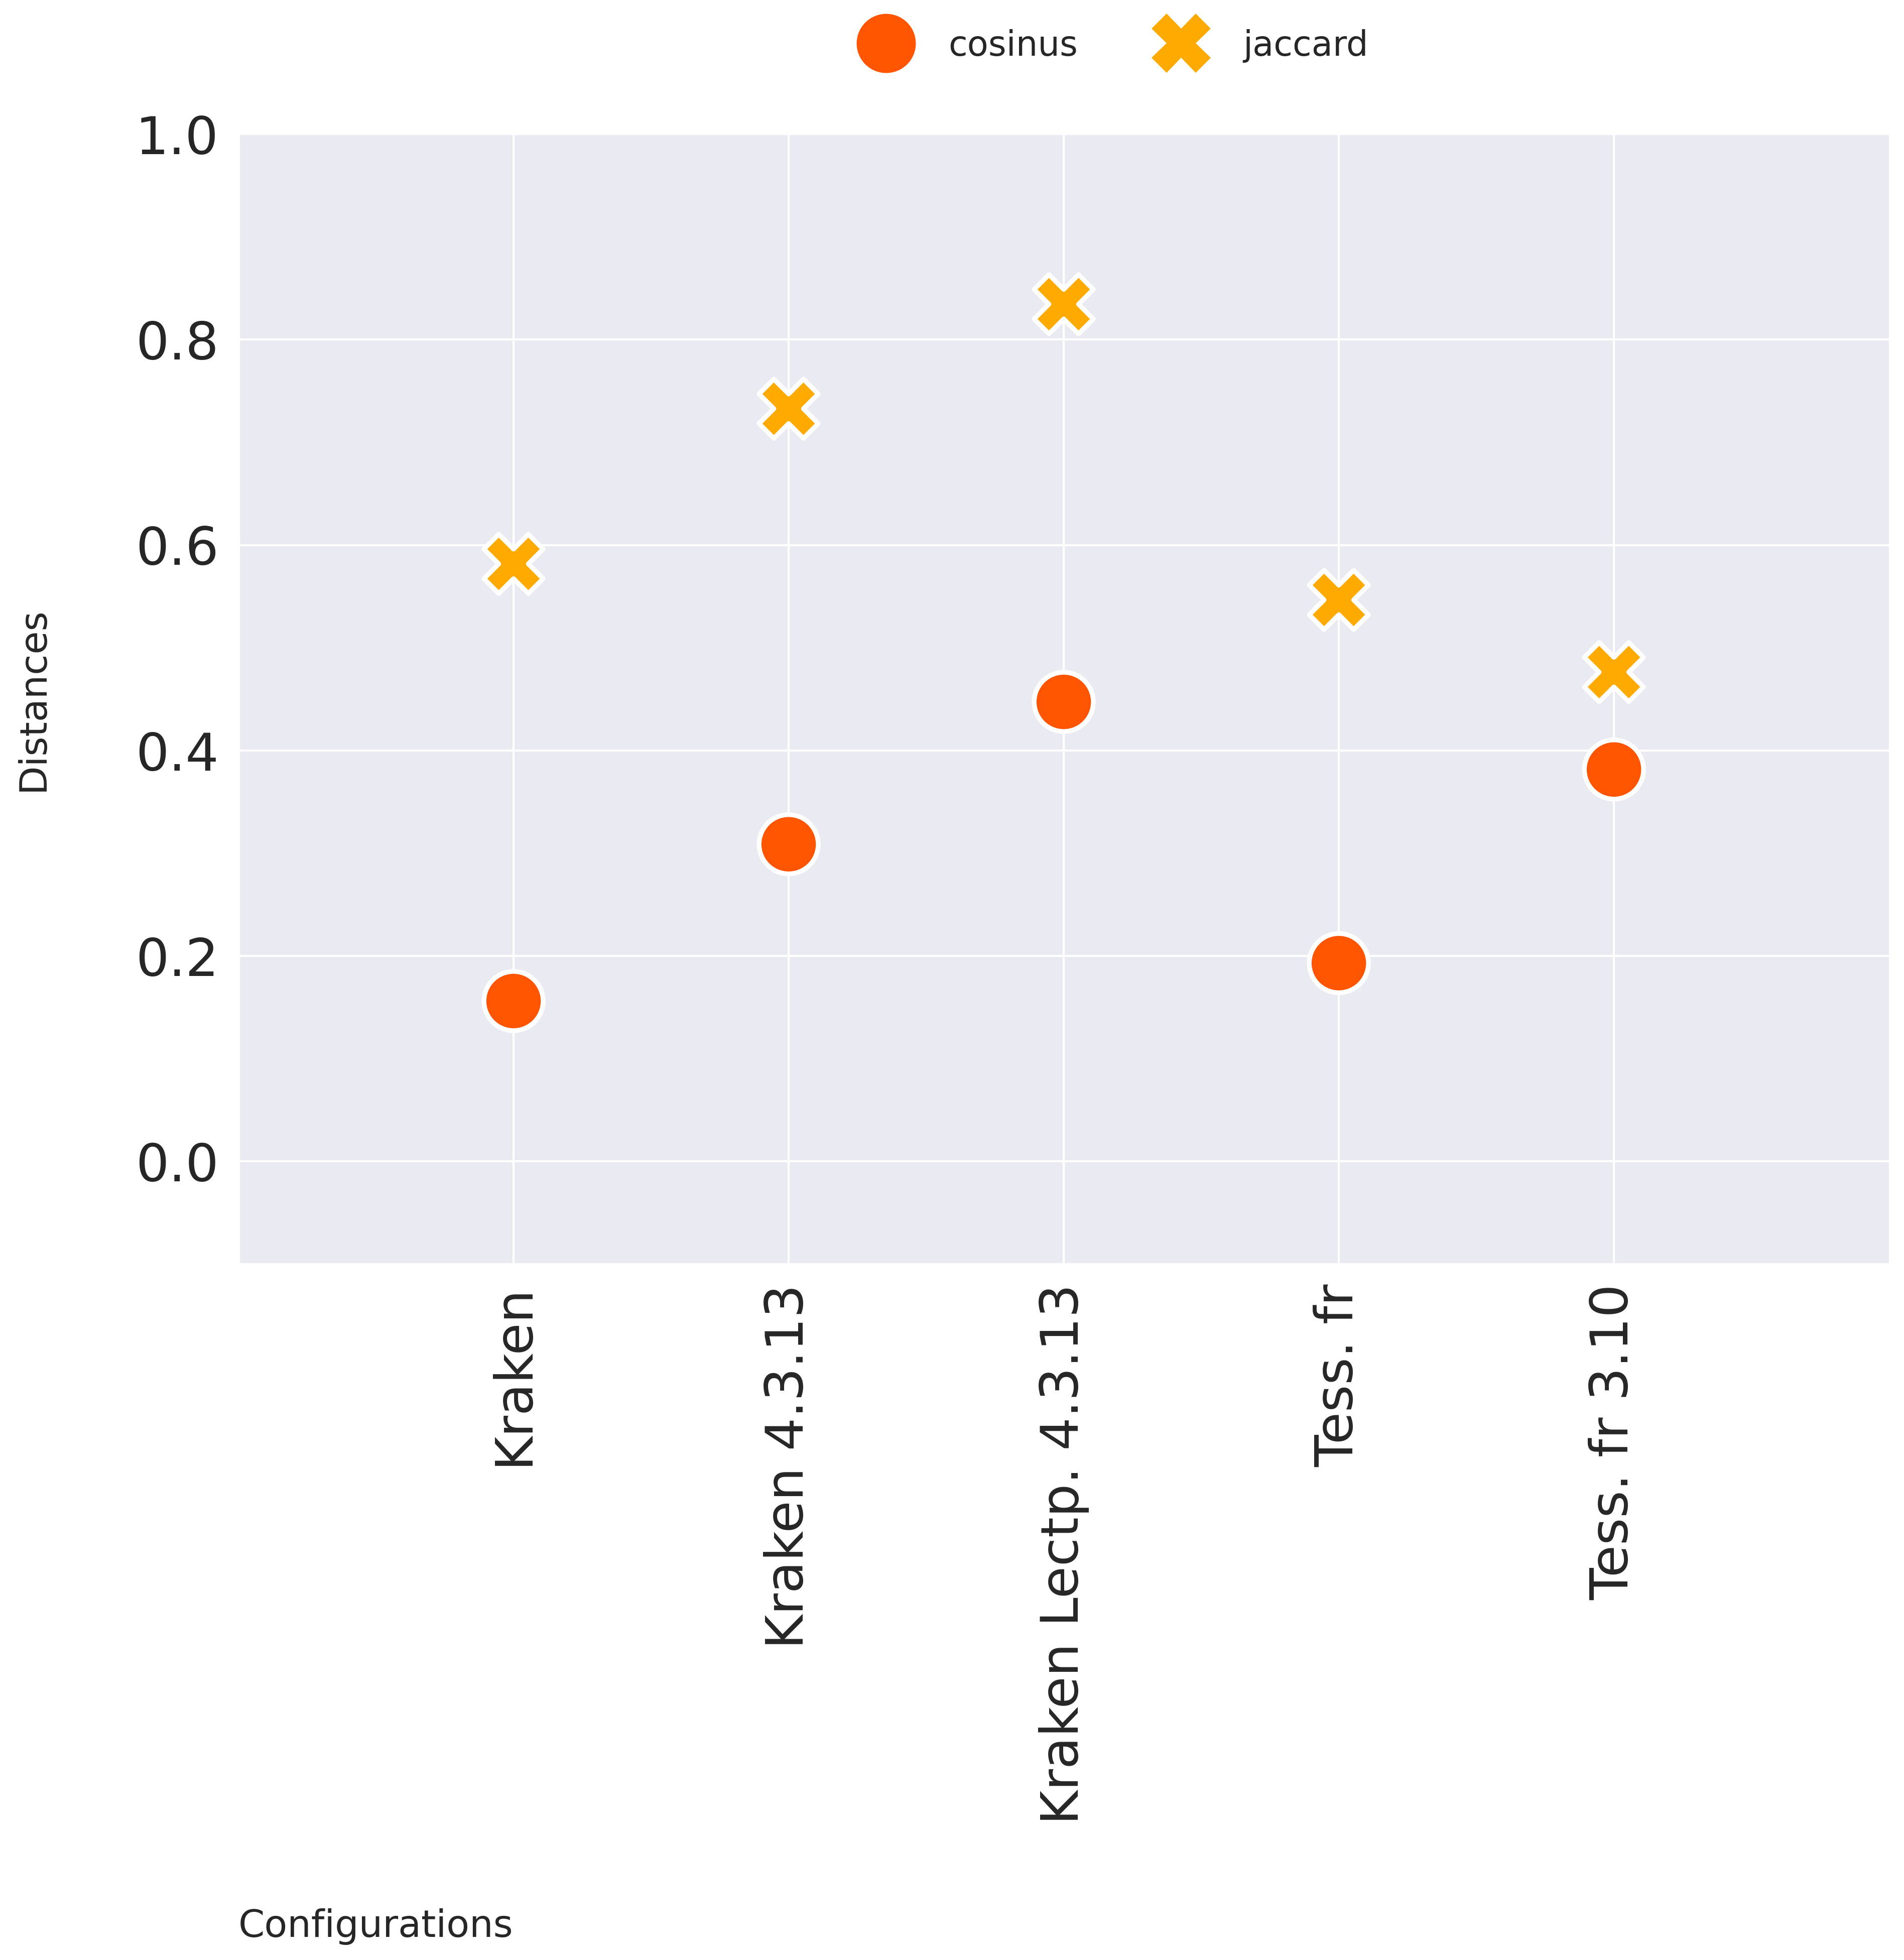 cosinus jaccard
1.0
0.8
0.6
0.4
0.2
0.0
Distances
Kraken
Kraken 4.3.13
Kraken Lectp. 4.3.13
Tess. fr
Tess. fr 3.10
Configurations